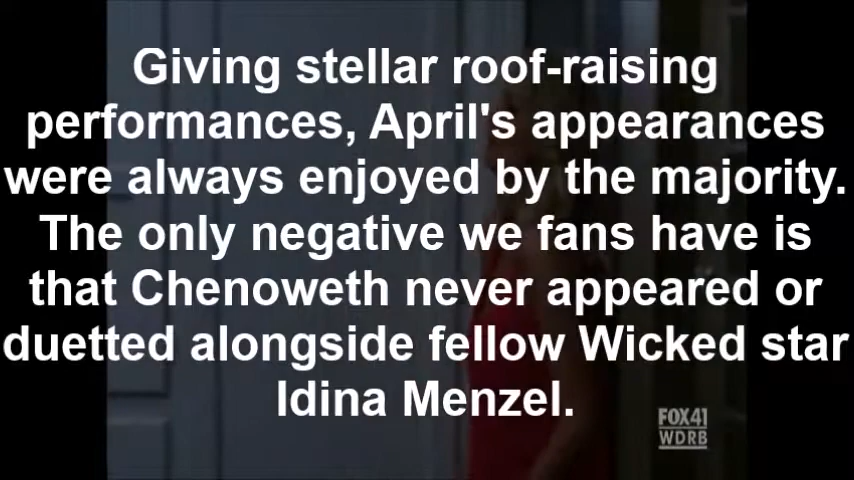 Giving stellar roof-raising
performances, April's appearances
were always enjoyed by the majority.
The only negative we fans have is
that Chenoweth never appeared or
duetted alongside fellow Wicked star
Idina Menzel.
FOX41
WDRB